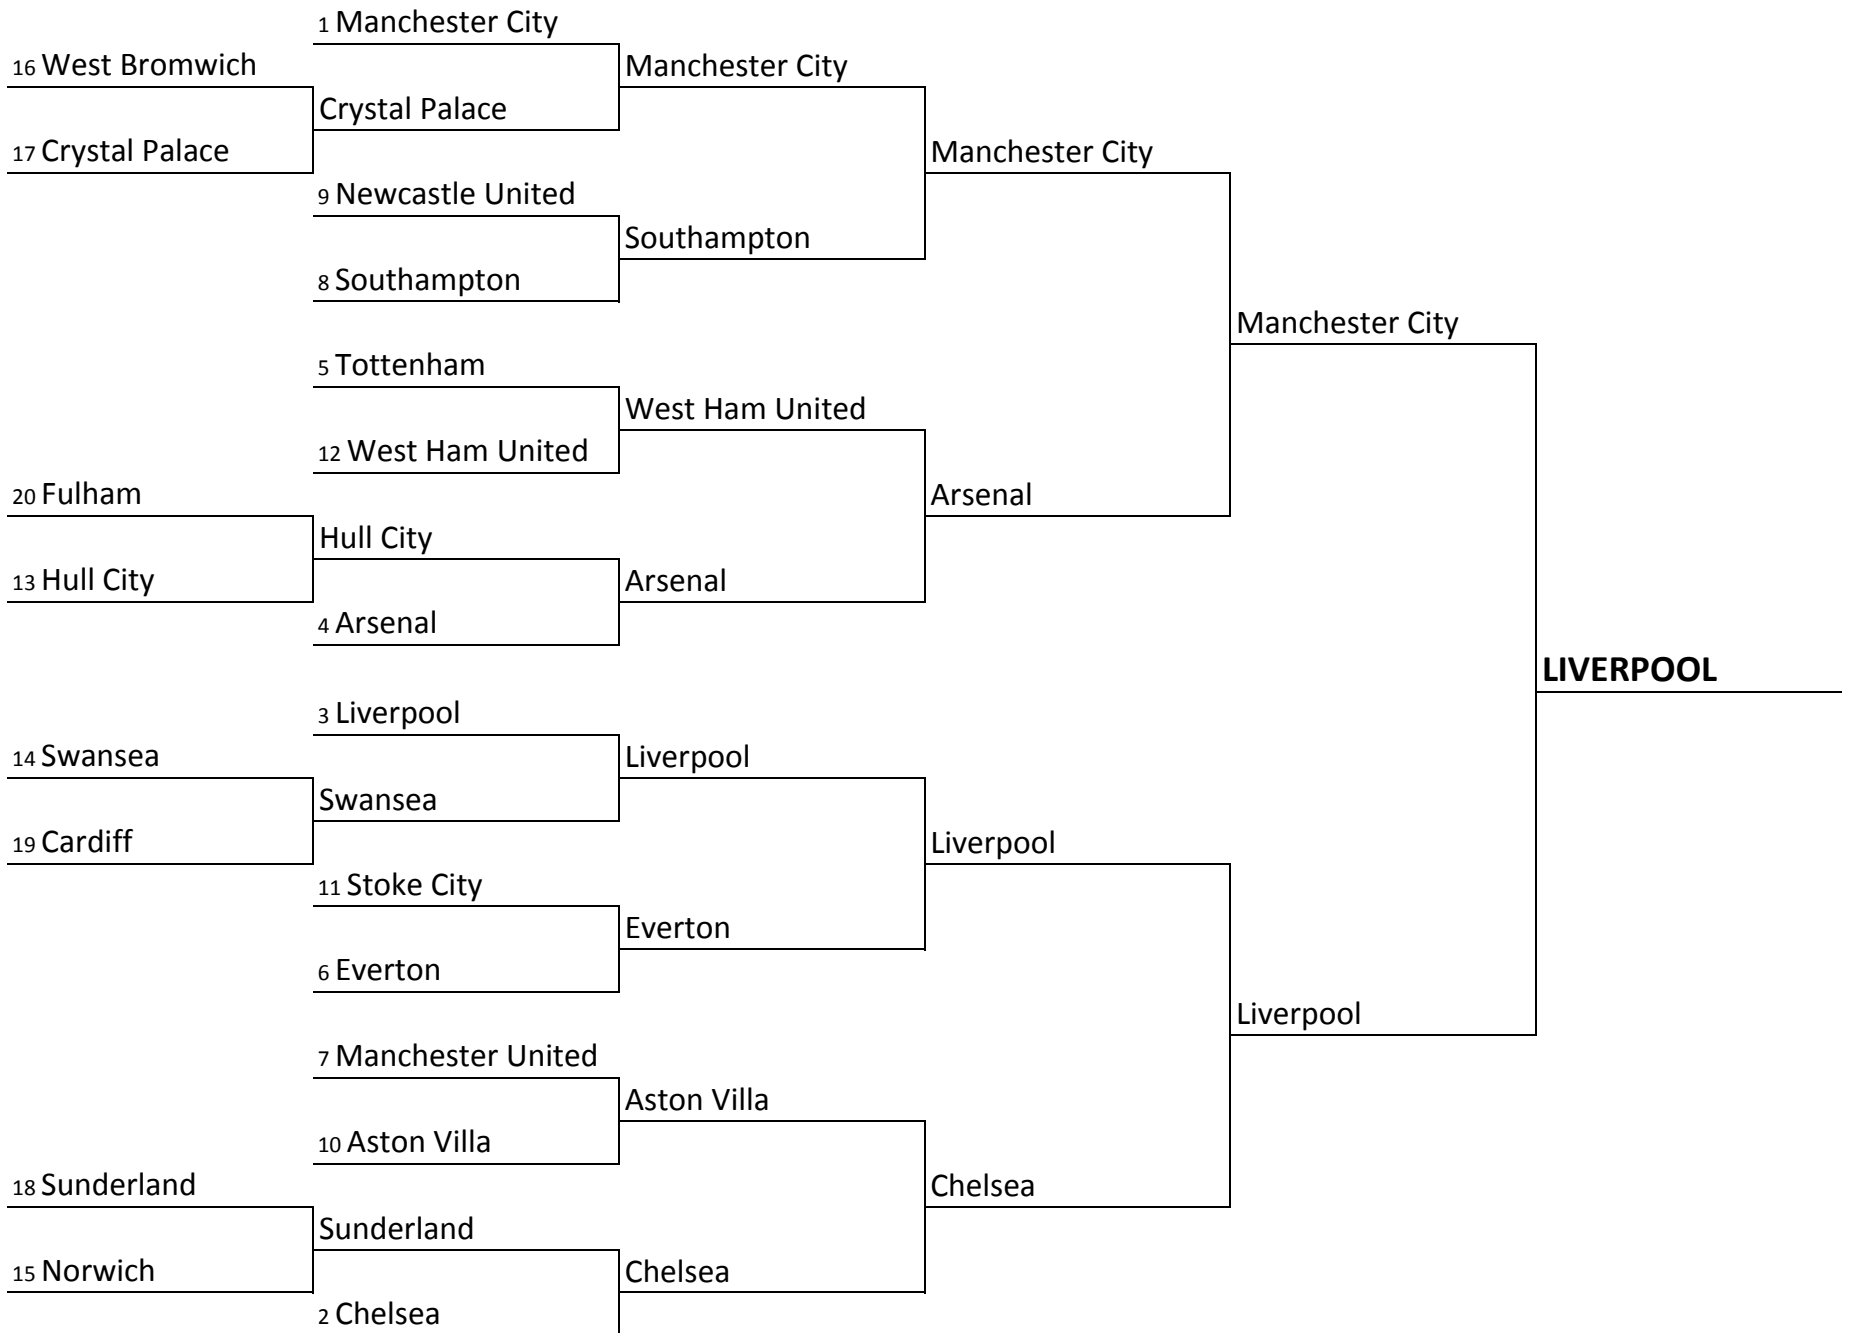 1 Manchester City
16 West Bromwich
Manchester City
Crystal Palace
17 Crystal Palace
Manchester City
9 Newcastle United
Southampton
8 Southampton
Manchester City
5 Tottenham
West Ham United
12 West Ham United
20 Fulham
Arsenal
Hull City
13 Hull City
Arsenal
4 Arsenal
LIVERPOOL
3 Liverpool
14 Swansea
Liverpool
Swansea
19 Cardiff
Liverpool
11 Stoke City
Everton
6 Everton
Liverpool
7 Manchester United
Aston Villa
10 Aston Villa
18 Sunderland
Chelsea
Sunderland
15 Norwich
Chelsea
2 Chelsea